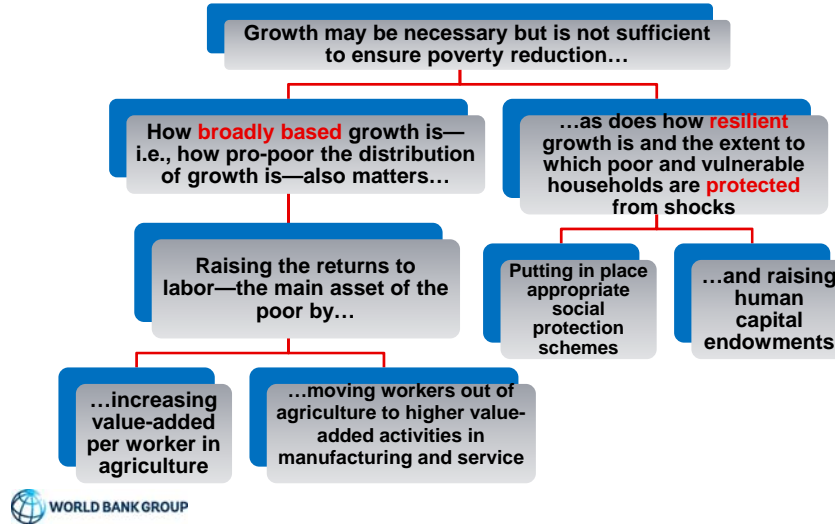 Growth may be necessary but is not sufficient
to ensure poverty reduction…
How broadly based growth is—
i.e., how pro-poor the distribution
of growth is—also matters…
…as does how resilient
growth is and the extent to
which poor and vulnerable
households are protected
from shocks
Raising the returns to
labor—the main asset of the
poor by…
Putting in place
appropriate
social
protection
schemes
…and raising
human
capital
endowments
…increasing
value-added
per worker in
agriculture
…moving workers out of
agriculture to higher value-
added activities in
manufacturing and service
WORLD BANK GROUP